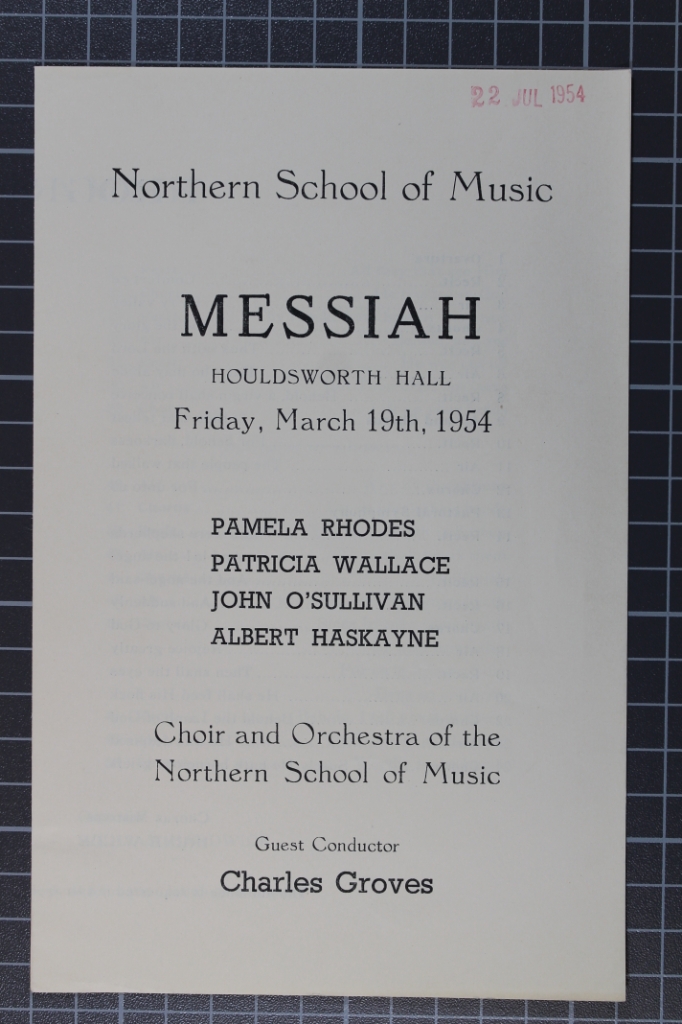 22 JUL 1954
Northern School of Music
MESSIAH
HOULDSWORTH HALL
Friday, March 19th, 1954
PAMELA RHODES
PATRICIA WALLACE
JOHN O'SULLIVAN
ALBERT HASKAYNE
Choir and Orchestra of the
Northern School of Music
Guest Conductor
Charles Groves